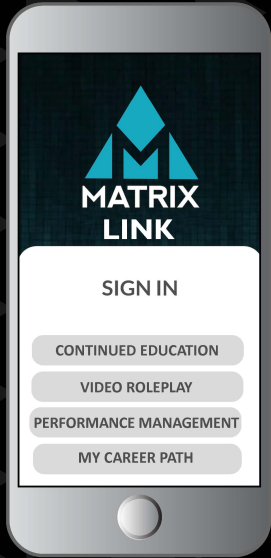 MATRIX
LINK
SIGN IN
CONTINUED EDUCATION
VIDEO ROLEPLAY
PERFORMANCE MANAGEMENT
MY CAREER PATH